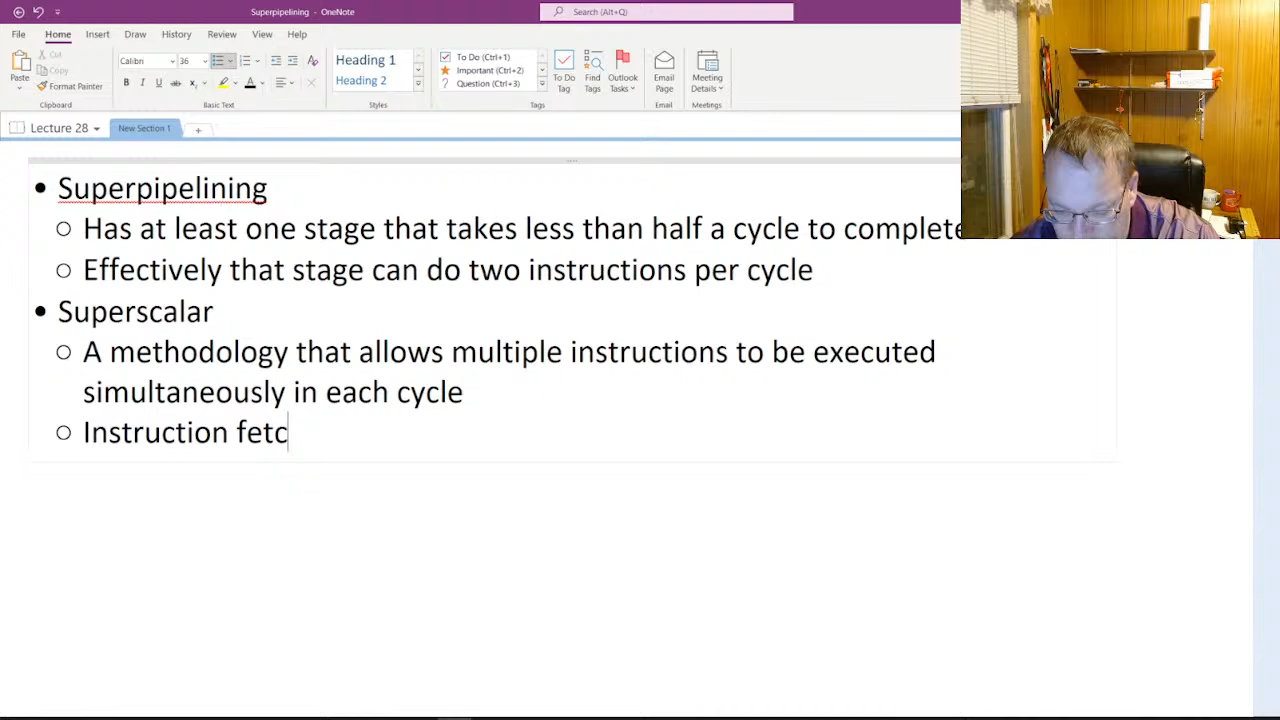 Superpipelining - OneNote
Search (Alt+Q)
File Home Insert Draw History Review View Help
Paste
Cut
Copy
Format Painter
Clipboard
Calibri 36
B I U ab x A
Basic Text
Heading 1
Heading 2
Styles
To Do (Ctrl+1)
Important (Ctrl+2)
Question (Ctrl+3)
To Do Tag
Find Tags
Outlook Tasks
Tags
Email Page
Email
Meeting Details
Meetings
Lecture 28
New Section 1
+
• Superpipelining
○ Has at least one stage that takes less than half a cycle to complete
○ Effectively that stage can do two instructions per cycle
• Superscalar
○ A methodology that allows multiple instructions to be executed
simultaneously in each cycle
○ Instruction fetc